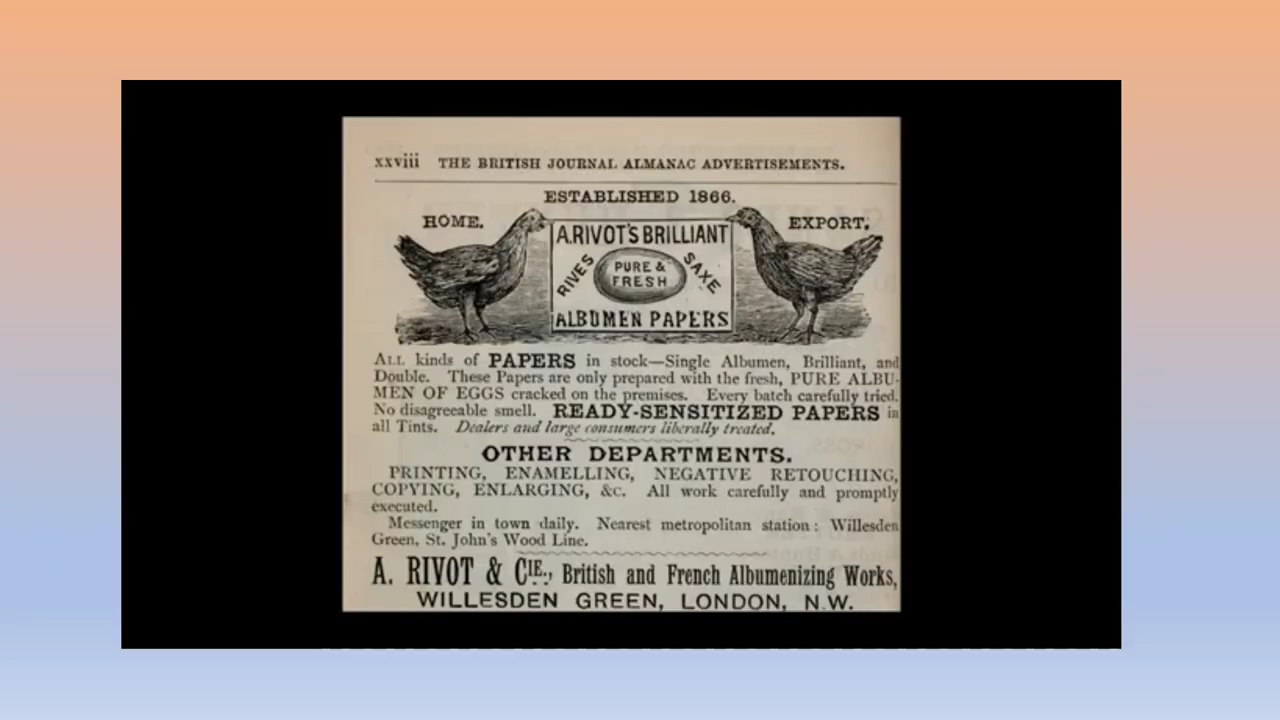 xxviii THE BRITISH JOURNAL ALMANAC ADVERTISEMENTS.
ESTABLISHED 1866.
HOME.
EXPORT.
A.RIVOT'S BRILLIANT
RIVES
PURE &
FRESH
SAXE
ALBUMEN PAPERS
ALL kinds of PAPERS in stock—Single Albumen, Brilliant, and
Double. These Papers are only prepared with the fresh, PURE ALBU-
MEN OF EGGS cracked on the premises. Every batch carefully tried.
No disagreeable smell. READY-SENSITIZED PAPERS in
all Tints. Dealers and large consumers liberally treated.
OTHER DEPARTMENTS.
PRINTING, ENAMELLING, NEGATIVE RETOUCHING,
COPYING, ENLARGING, &c. All work carefully and promptly
executed.
Messenger in town daily. Nearest metropolitan station: Willesden
Green, St. John's Wood Line.
A. RIVOT & CIE., British and French Albumenizing Works,
WILLESDEN GREEN, LONDON, N.W.